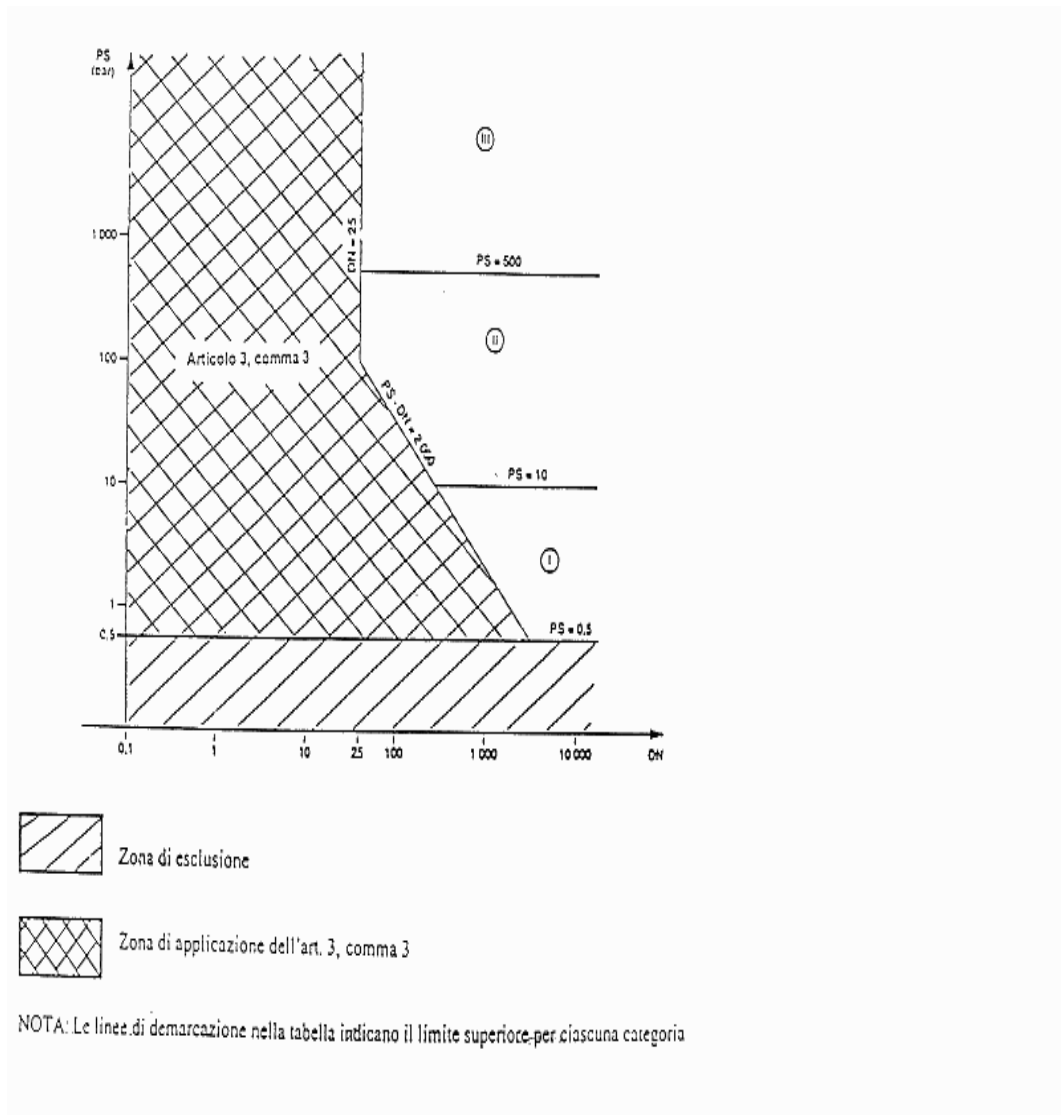 PS
(bar)
III
1 000
DN = 25
PS = 500
II
100
Articolo 3, comma 3
PS · DN = 2 000
PS = 10
10
I
1
0,5
PS = 0,5
0.1
1
10
25
100
1 000
10 000
DN
Zona di esclusione
Zona di applicazione dell'art. 3, comma 3
NOTA: Le linee di demarcazione nella tabella indicano il limite superiore per ciascuna categoria